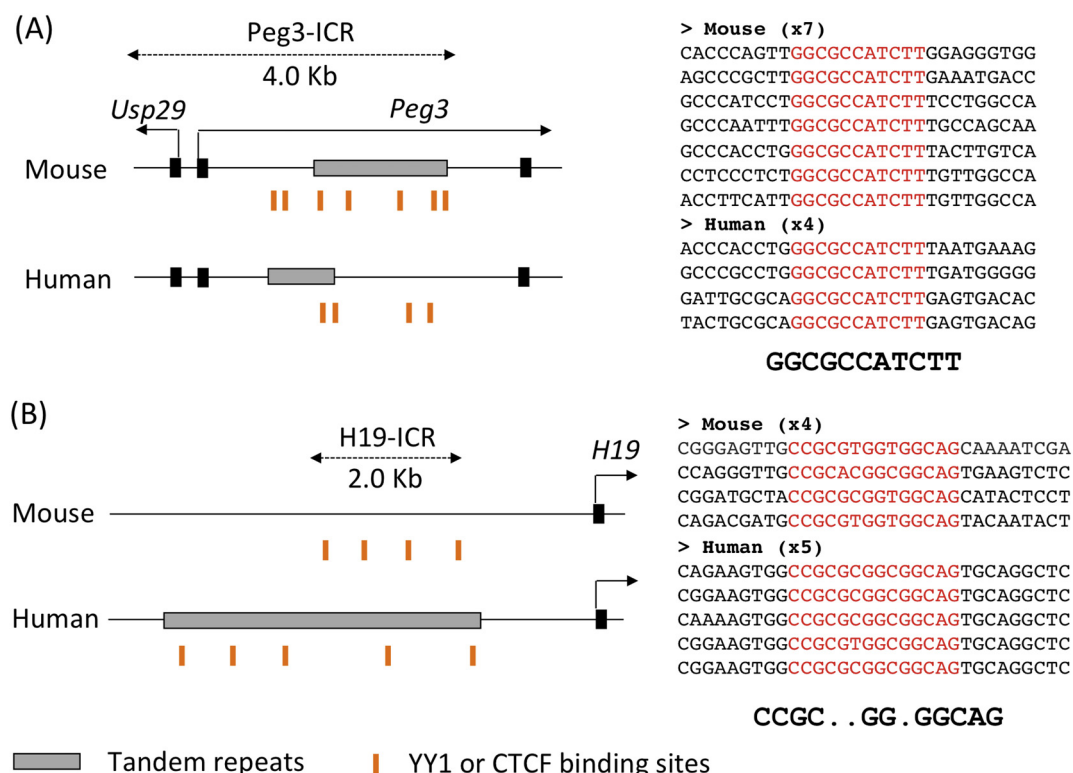 (A)
Peg3-ICR
4.0 Kb
Usp29
Peg3
Mouse
Human
> Mouse (x7)
CACCCAGTTGGCGCCATCTTGGAGGGTGG
AGCCCGCTTGGCGCCATCTTGAAATGACC
GCCCATCCTGGCGCCATCTTTCCTGGCCA
GCCCAATTTGGCGCCATCTTTGCCAGCAA
GCCCACCTGGGCGCCATCTTTACTTGTCA
CCTCCCTCTGGCGCCATCTTTGTTGGCCA
ACCTTCATTGGCGCCATCTTTGTTGGCCA
> Human (x4)
ACCCACCTGGGCGCCATCTTTAATGAAAG
GCCCGCCTGGGCGCCATCTTTGATGGGGG
GATTGCGCAGGCGCCATCTTGAGTGACAC
TACTGCGCAGGCGCCATCTTGAGTGACAG
GGCGCCATCTT
(B)
H19-ICR
2.0 Kb
H19
Mouse
Human
> Mouse (x4)
CGGGAGTTGCCGCGTGGTGGCAGCAAAATCGA
CCAGGGTTGCCGCACGGCGGCAGTGAAGTCTC
CGGATGCTACCGCGCGGTGGCAGCATACTCCT
CAGACGATGCCGCGTGGTGGCAGTACAATACT
> Human (x5)
CAGAAGTGGCCGCGCGGCGGCAGTGCAGGCTC
CGGAAGTGGCCGCGCGGCGGCAGTGCAGGCTC
CAAAAGTGGCCGCGCGGCGGCAGTGCAGGCTC
CGGAAGTGGCCGCGTGGCGGCAGTGCAGGCTC
CGGAAGTGGCCGCGCGGCGGCAGTGCAGGCTC
CCGC..GG.GGCAG
Tandem repeats
YY1 or CTCF binding sites